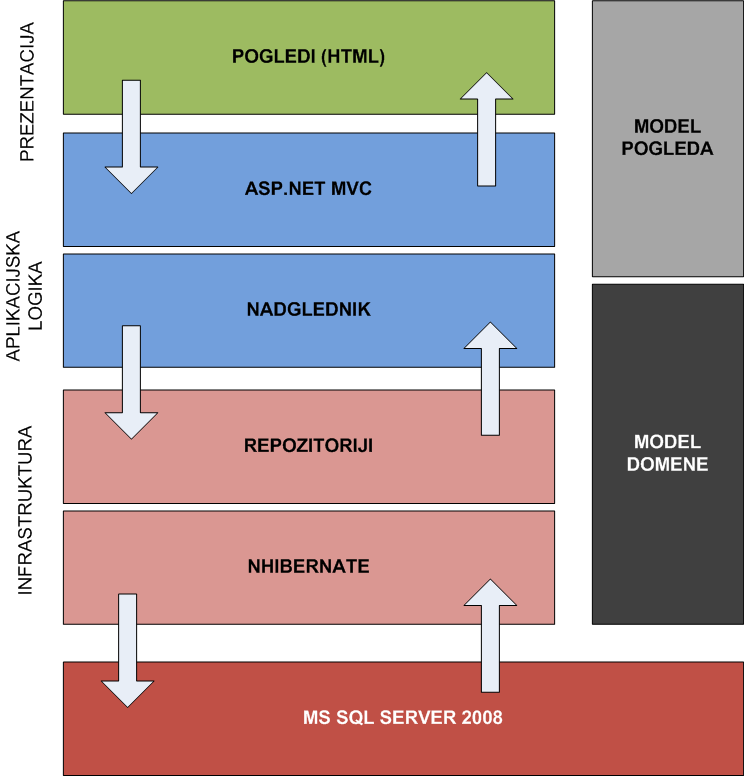 PREZENTACIJA
POGLEDI (HTML)
MODEL
POGLEDA
ASP.NET MVC
APLIKACIJSKA
LOGIKA
NADGLEDNIK
INFRASTRUKTURA
REPOZITORIJI
MODEL
DOMENE
NHIBERNATE
MS SQL SERVER 2008